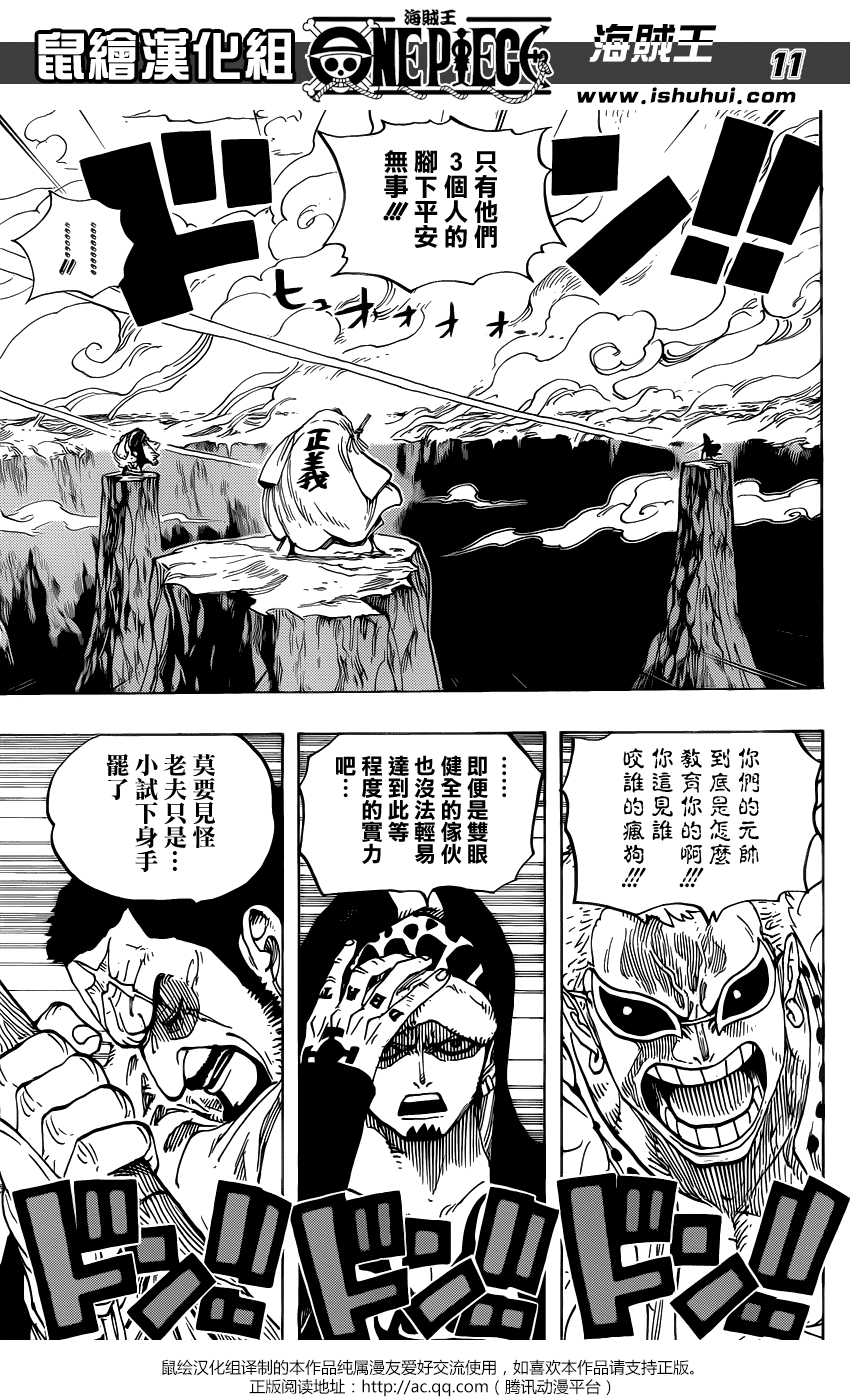 鼠繪漢化組
海賊王
ONE PIECE
海賊王
11
www.ishuhui.com
ドン!!
只有他們
3個人的
腳下平安
無事!!!
………
………!!!
ヒュオオオオ
正義
你們的元帥
到底是怎麼
教育你的啊!!!
你這見誰
咬誰的瘋狗!!!
……
即便是雙眼
健全的傢伙
也沒法輕易
達到此等
程度的實力
吧…
莫要見怪
老夫只是…
小試下身手
罷了
ドン!!
ドン!!
ドン!!
鼠绘汉化组译制的本作品纯属漫友爱好交流使用，如喜欢本作品请支持正版。
正版阅读地址：http://ac.qq.com（腾讯动漫平台）